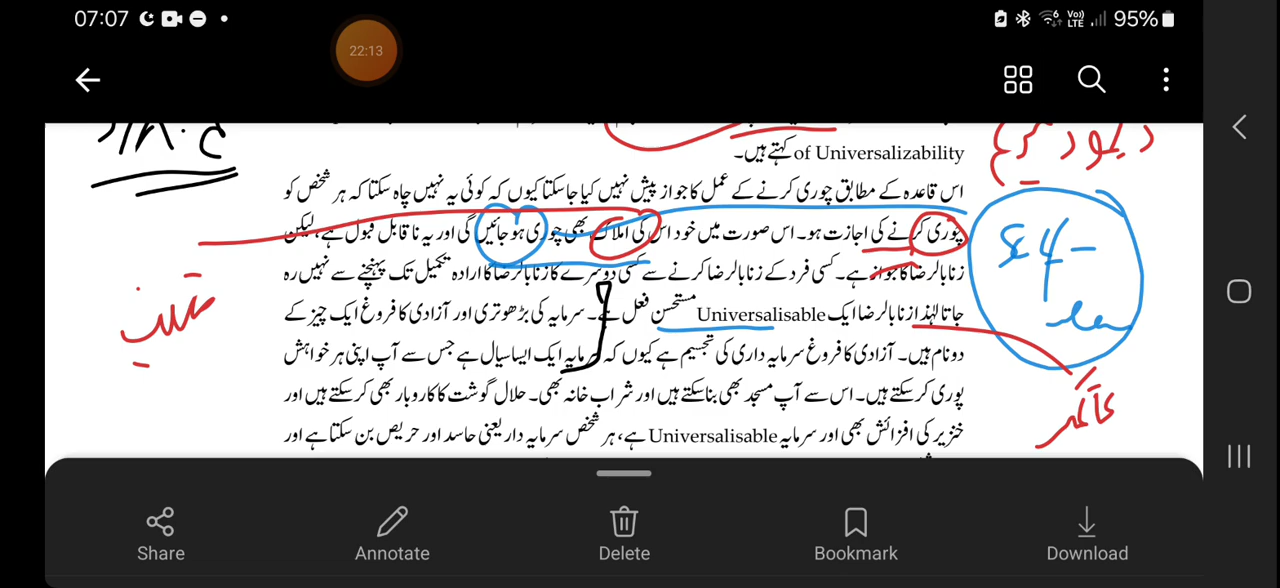 07:07
22:13
95%
of Universalizability کہتے ہیں۔
اس قاعدہ کے مطابق چوری کرنے کے عمل کا جواز پیش نہیں کیا جا سکتا کیوں کہ کوئی یہ نہیں چاہ سکتا کہ ہر شخص کو
چوری کرنے کی اجازت ہو۔ اس صورت میں خود اس کی املاک بھی چوری ہو جائیں گی اور یہ نا قابل قبول ہے لیکن
زنا بالرضا کا جواز ہے۔ کسی فرد کے زنا بالرضا کرنے سے کسی دوسرے کا زنا بالرضا کا ارادہ تکمیل تک پہنچنے سے نہیں رہ
جاتا لہٰذا زنا بالرضا ایک Universalisable مستحسن فعل ہے۔ سرمایہ کی بڑھوتری اور آزادی کا فروغ ایک چیز کے
دو نام ہیں۔ آزادی کا فروغ سرمایہ داری کی تجسیم ہے کیوں کہ سرمایہ ایک ایسا سیال ہے جس سے آپ اپنی ہر خواہش
پوری کر سکتے ہیں۔ اس سے آپ مسجد بھی بنا سکتے ہیں اور شراب خانہ بھی۔ حلال گوشت کا کاروبار بھی کر سکتے ہیں اور
خنزیر کی افزائش بھی اور سرمایہ Universalisable ہے، ہر شخص سرمایہ دار یعنی حاسد اور حریص بن سکتا ہے اور
Share
Annotate
Delete
Bookmark
Download